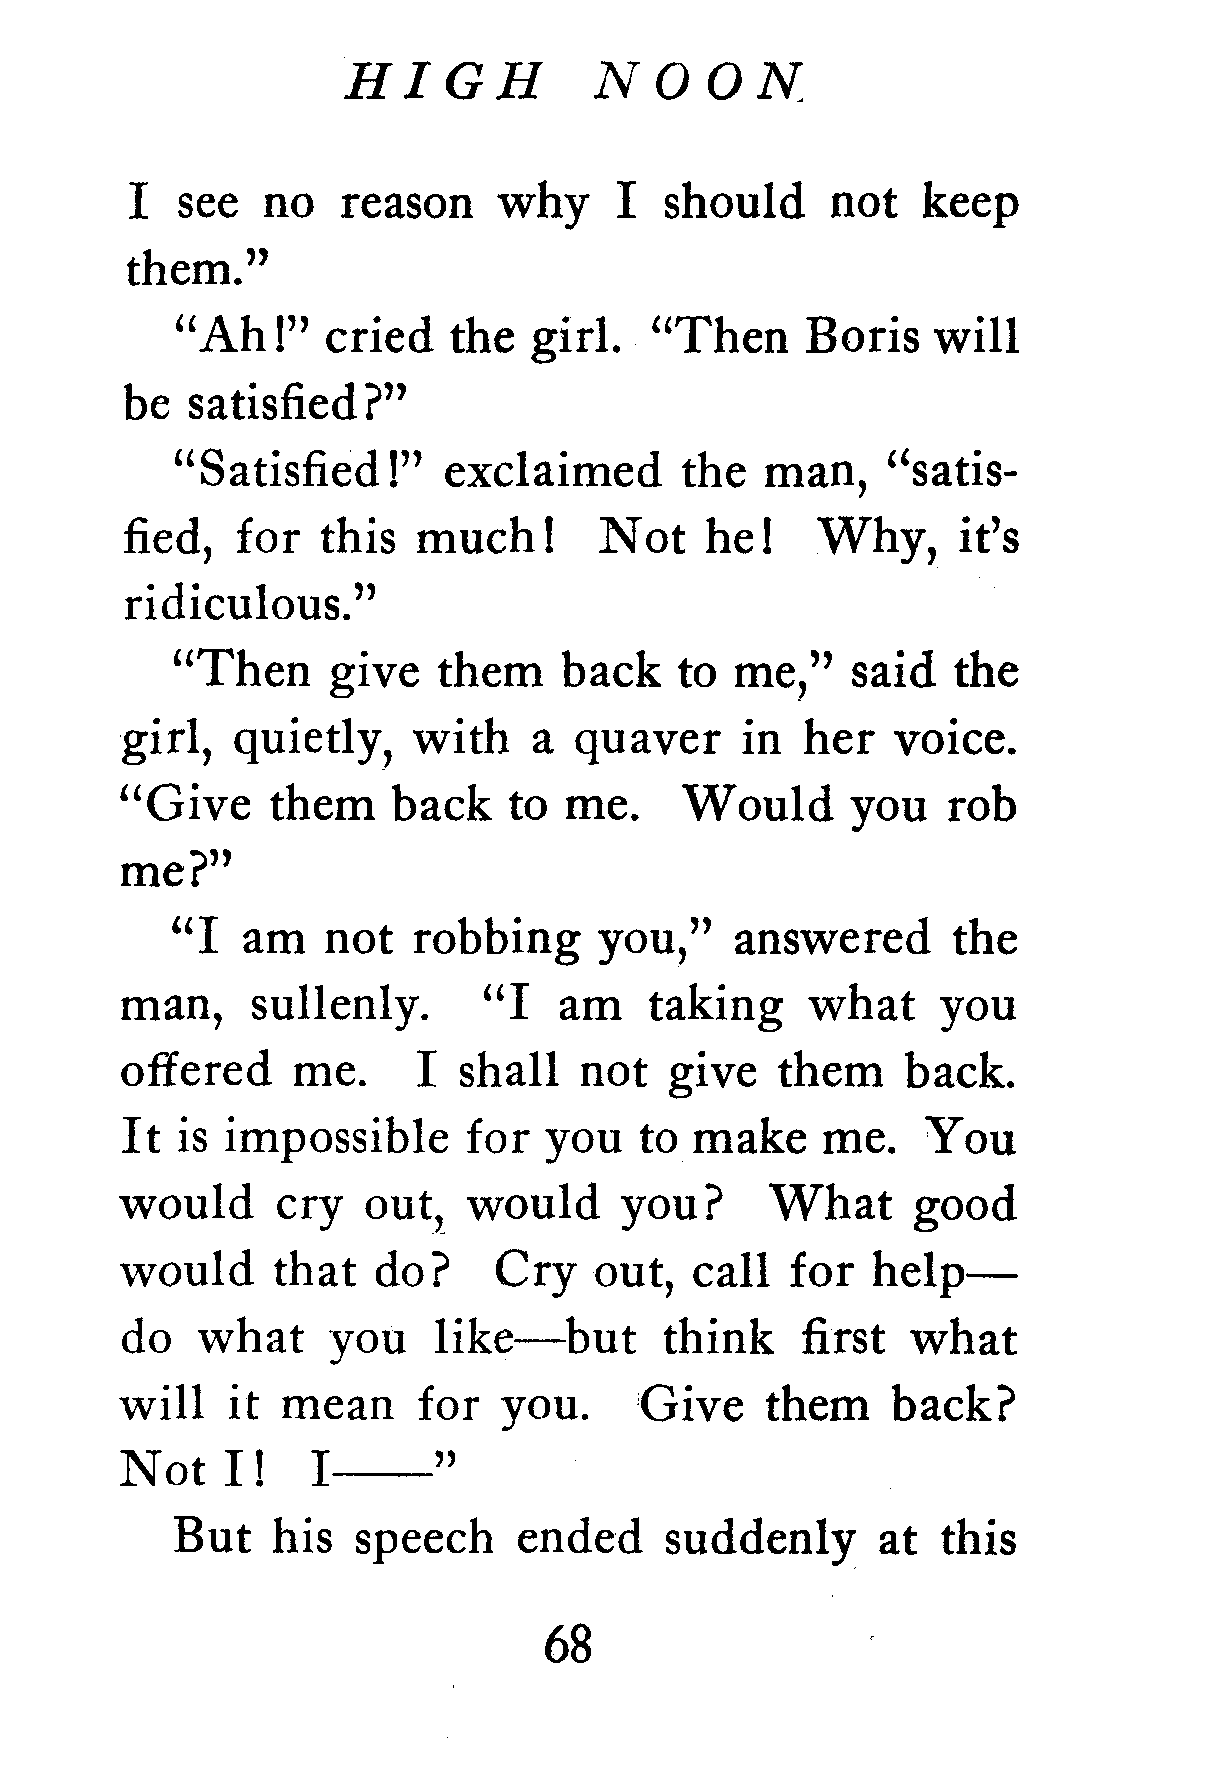 HIGH NOON
I see no reason why I should not keep
them."
"Ah!" cried the girl. "Then Boris will
be satisfied?"
"Satisfied!" exclaimed the man, "satis-
fied, for this much! Not he! Why, it's
ridiculous."
"Then give them back to me," said the
girl, quietly, with a quaver in her voice.
"Give them back to me. Would you rob
me?"
"I am not robbing you," answered the
man, sullenly. "I am taking what you
offered me. I shall not give them back.
It is impossible for you to make me. You
would cry out, would you? What good
would that do? Cry out, call for help—
do what you like—but think first what
will it mean for you. Give them back?
Not I! I——"
But his speech ended suddenly at this
68